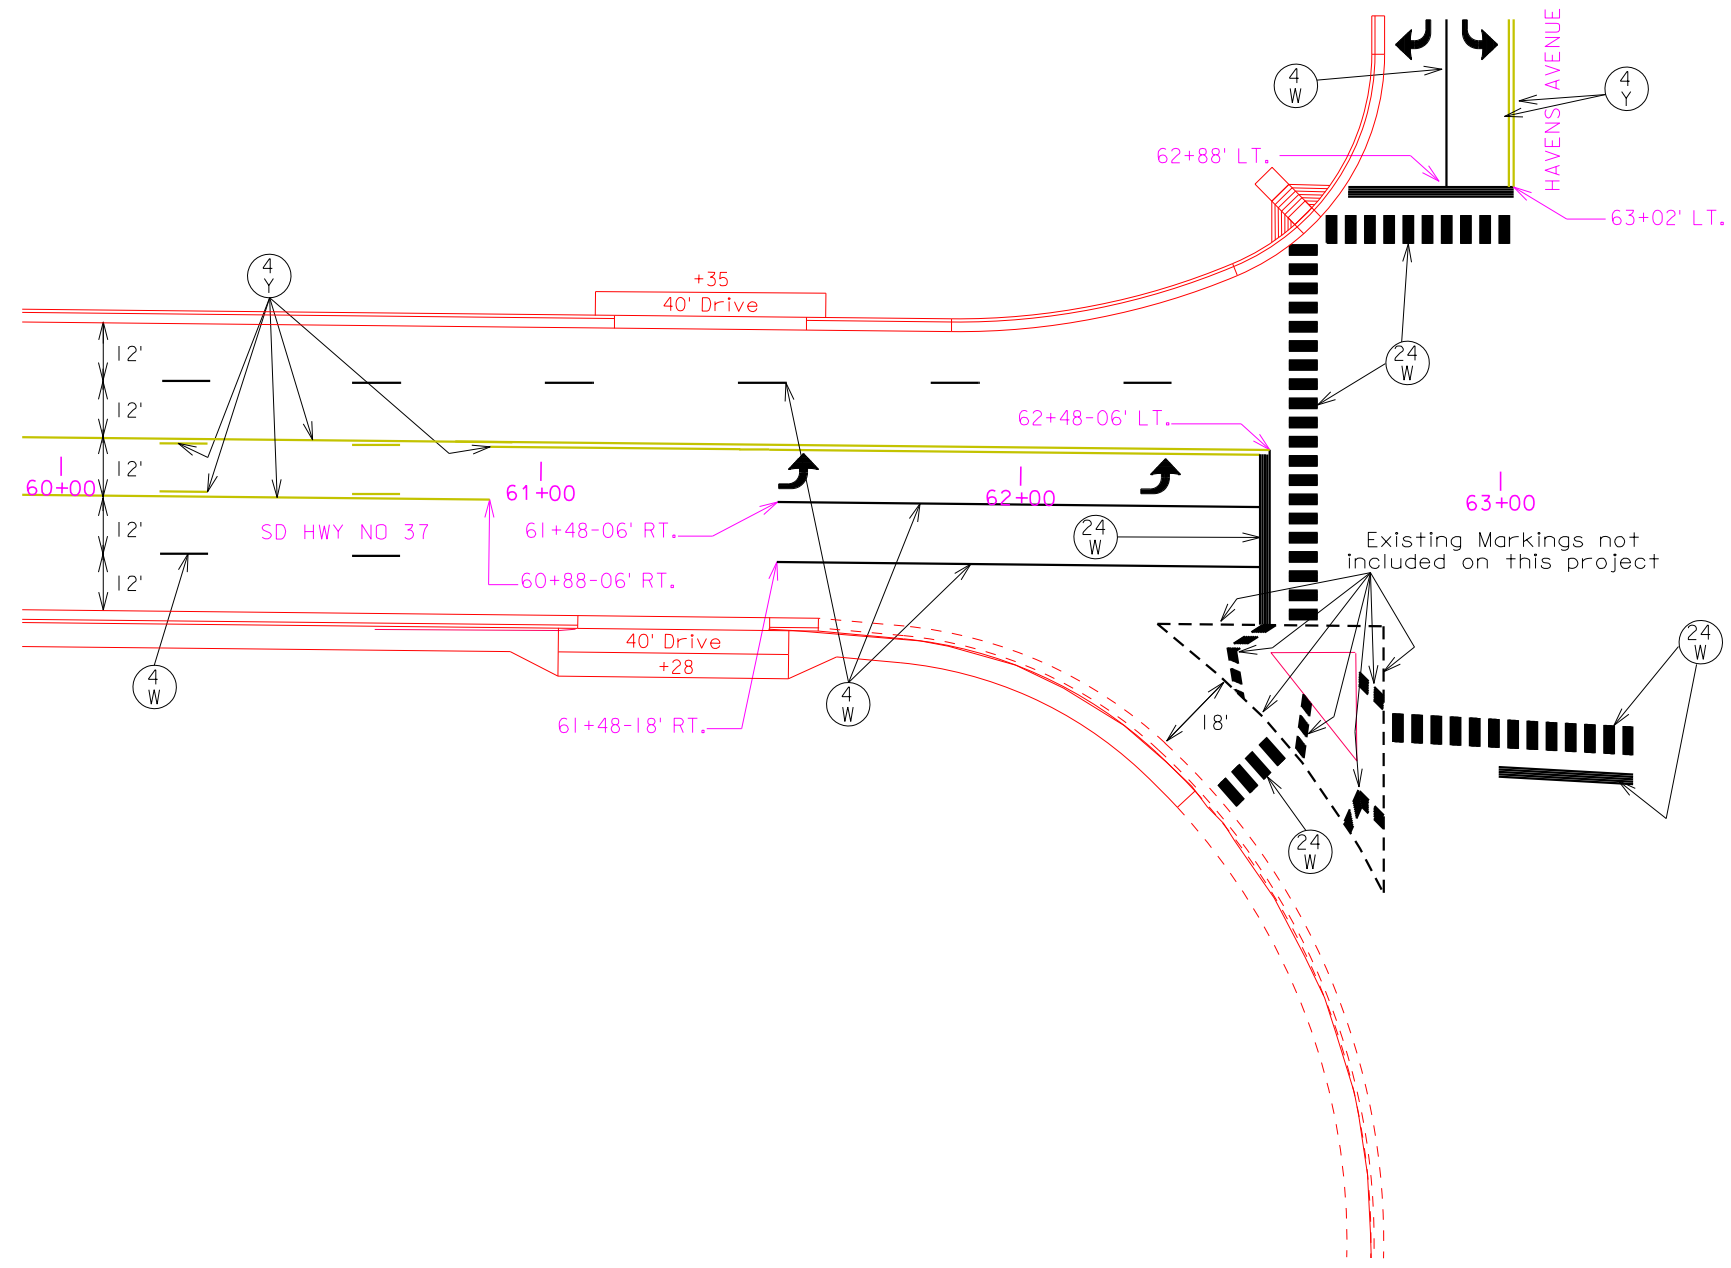 HAVENS AVENUE
4
W
4
Y
62+88' LT.
63+02' LT.
4
Y
+35
40' Drive
12'
12'
12'
12'
12'
24
W
62+48-06' LT.
60+00
61+00
62+00
63+00
SD HWY NO 37
61+48-06' RT.
24
W
Existing Markings not
included on this project
60+88-06' RT.
40' Drive
+28
24
W
4
W
4
W
61+48-18' RT.
18'
24
W